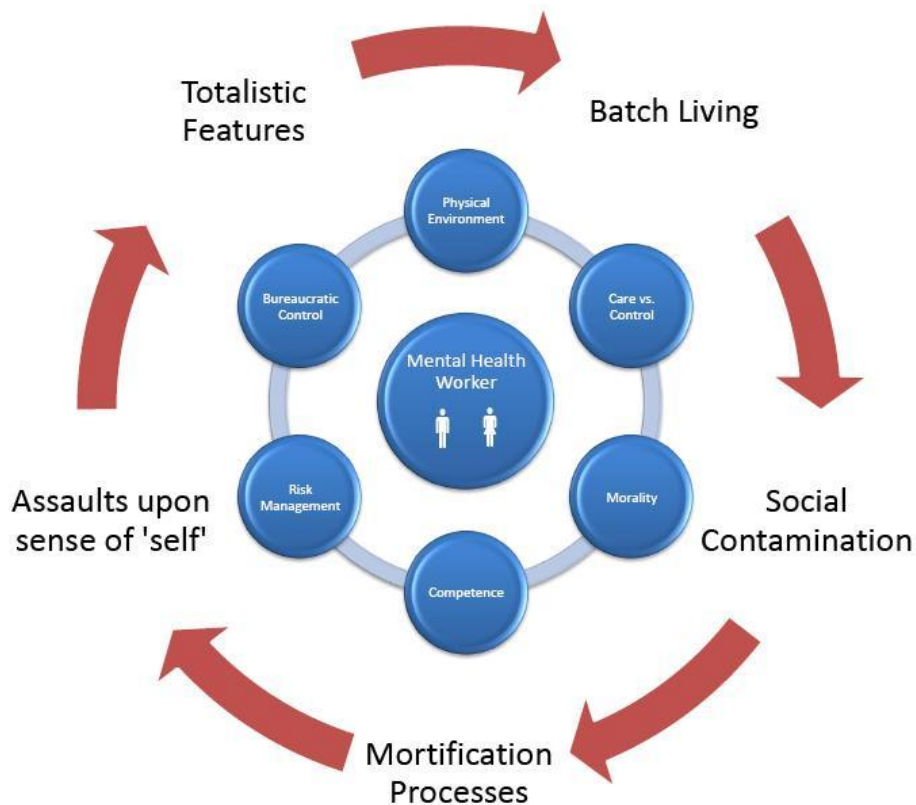 Totalistic
Features
Batch Living
Physical
Environment
Bureaucratic
Control
Care vs.
Control
Mental Health
Worker
Assaults upon
sense of 'self'
Risk
Management
Morality
Social
Contamination
Competence
Mortification
Processes